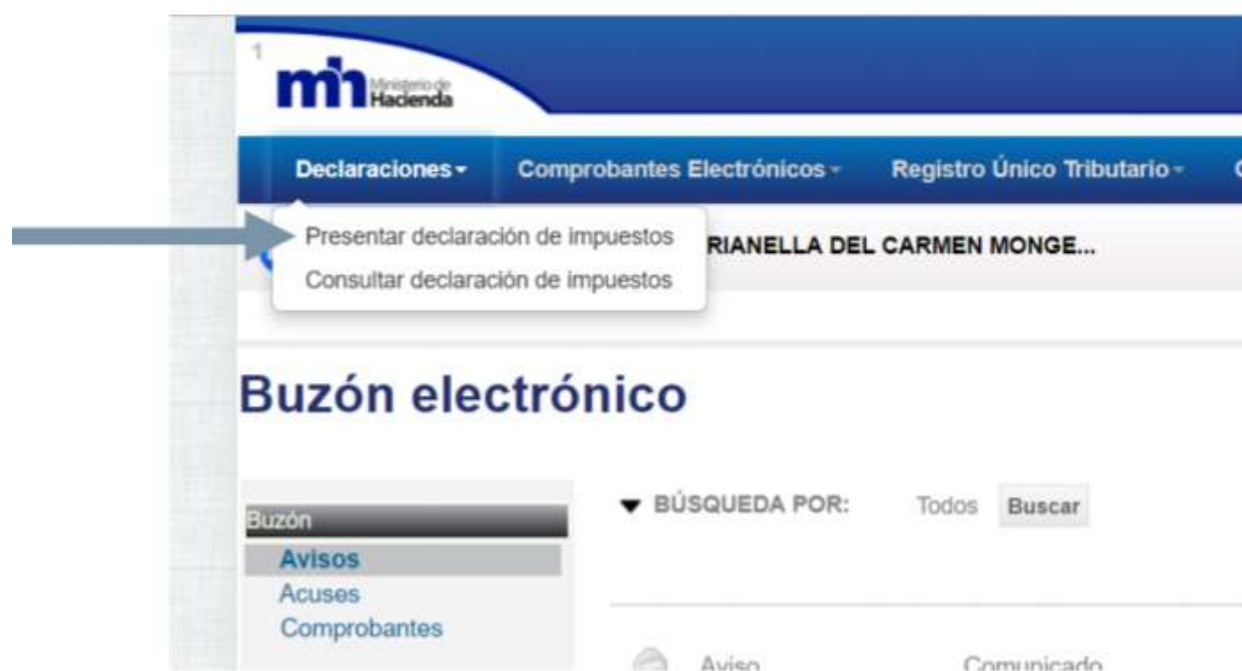 1
mh Ministerio de
Hacienda
Declaraciones Comprobantes Electrónicos Registro Único Tributario
Presentar declaración de impuestos
RIANELLA DEL CARMEN MONGE...
Consultar declaración de impuestos
Buzón electrónico
BÚSQUEDA POR: Todos Buscar
Buzón
Avisos
Acuses
Comprobantes
Aviso Comunicado